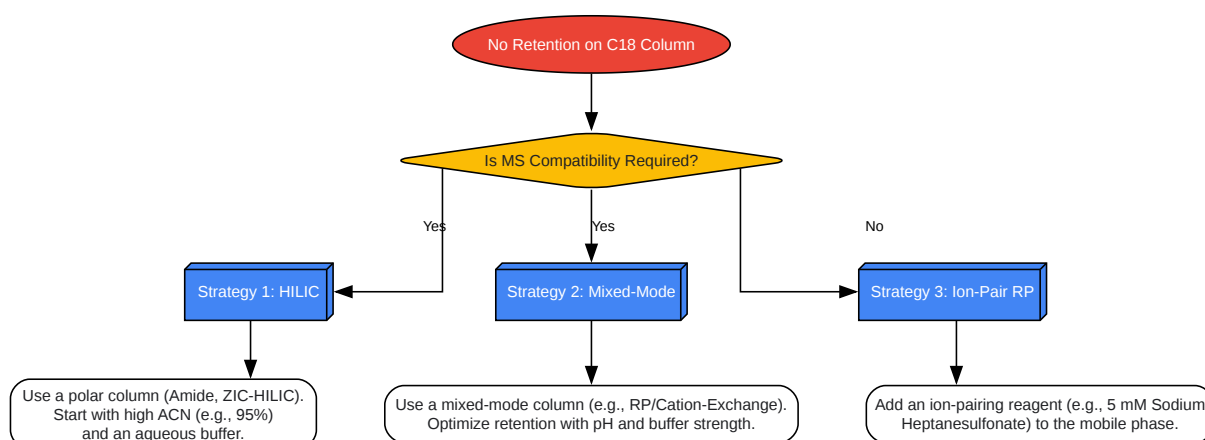 No Retention on C18 Column
Is MS Compatibility Required?
Yes
Yes
No
Strategy 1: HILIC
Strategy 2: Mixed-Mode
Strategy 3: Ion-Pair RP
Use a polar column (Amide, ZIC-HILIC).
Start with high ACN (e.g., 95%)
and an aqueous buffer.
Use a mixed-mode column (e.g., RP/Cation-Exchange).
Optimize retention with pH and buffer strength.
Add an ion-pairing reagent (e.g., 5 mM Sodium
Heptanesulfonate) to the mobile phase.